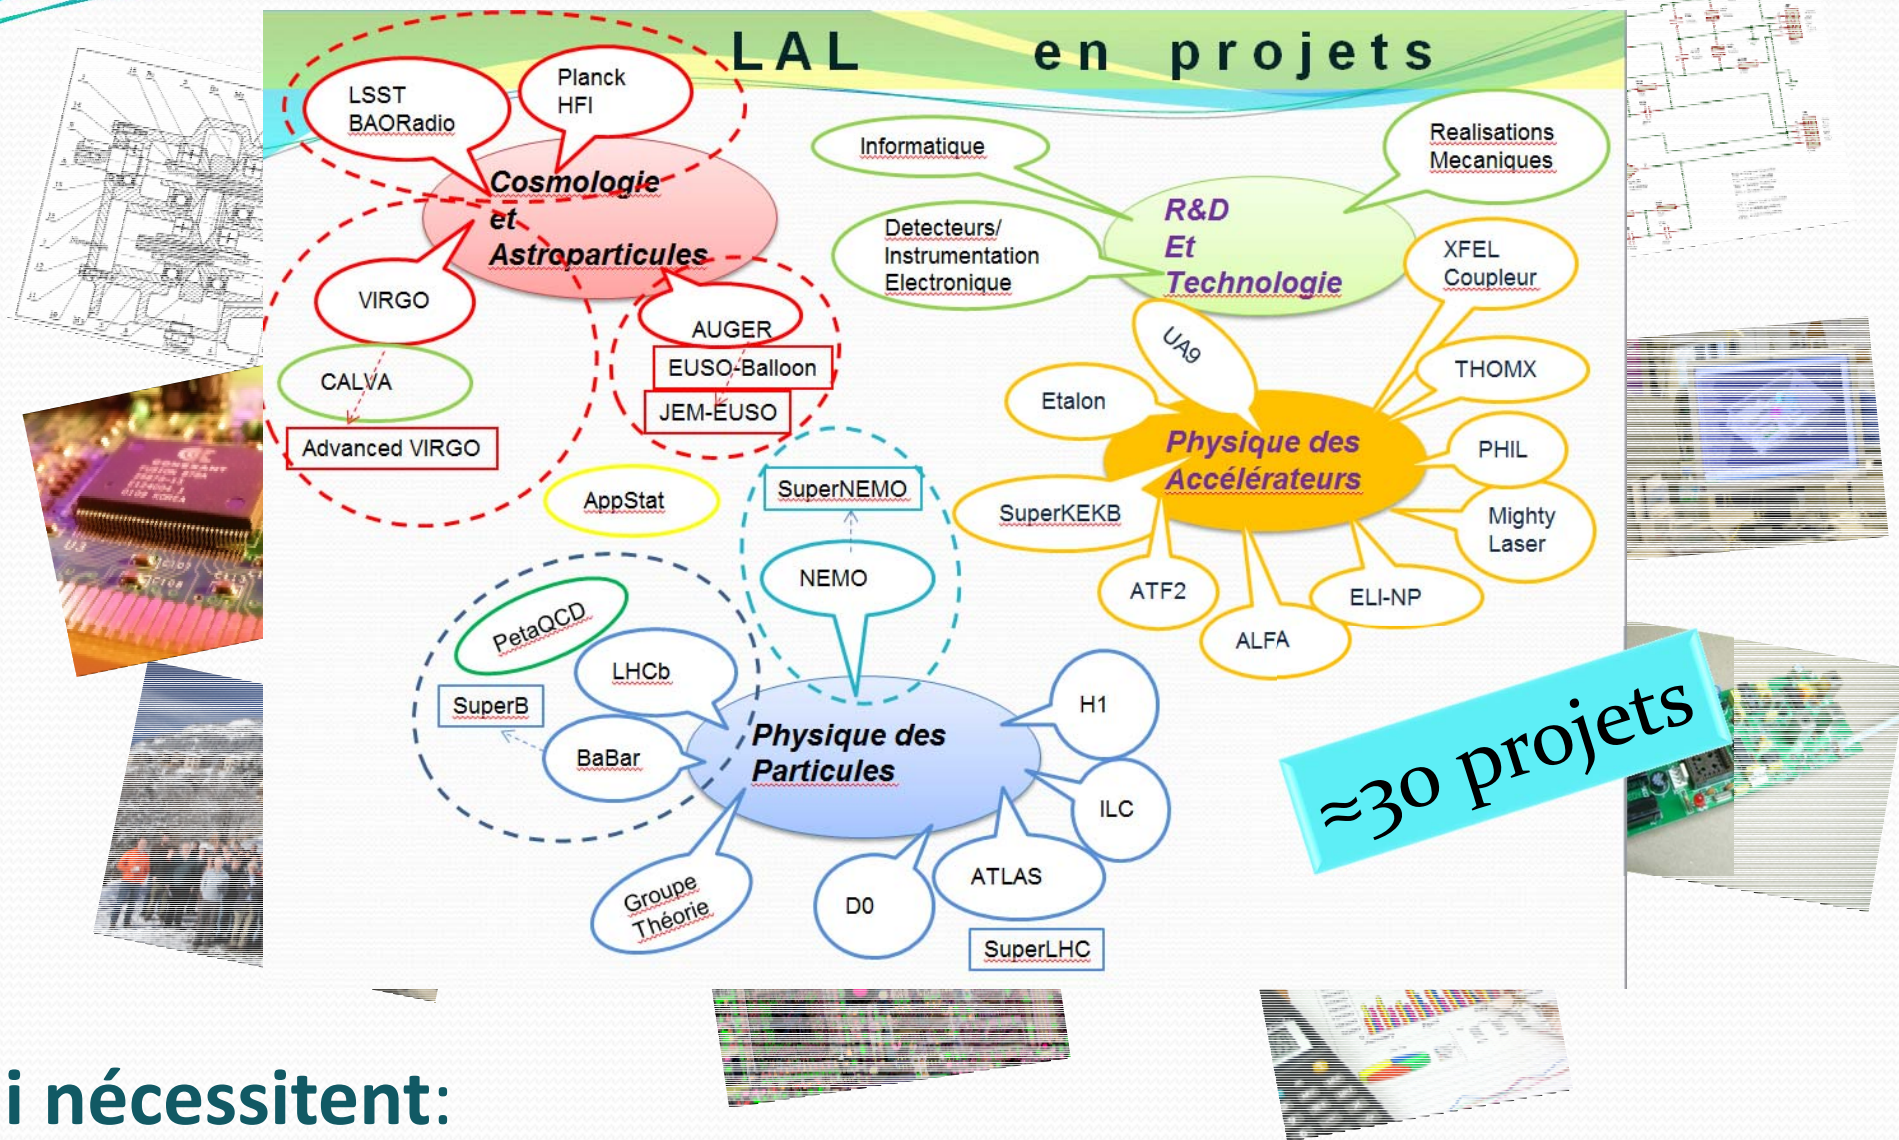 LAL en projets
LSST
BAORadio
Planck
HFI
Cosmologie
et
Astroparticules
VIRGO
CALVA
Advanced VIRGO
AUGER
EUSO-Balloon
JEM-EUSO
Informatique
Realisations
Mecaniques
Detecteurs/
Instrumentation
Electronique
R&D
Et
Technologie
XFEL
Coupleur
UA9
THOMX
Etalon
Physique des
Accélérateurs
PHIL
SuperKEKB
Mighty
Laser
ATF2
ELI-NP
ALFA
AppStat
SuperNEMO
NEMO
PetaQCD
LHCb
SuperB
BaBar
Physique des
Particules
H1
ILC
Groupe
Théorie
D0
ATLAS
SuperLHC
≈30 projets
CONEXANT
U3
i nécessitent: